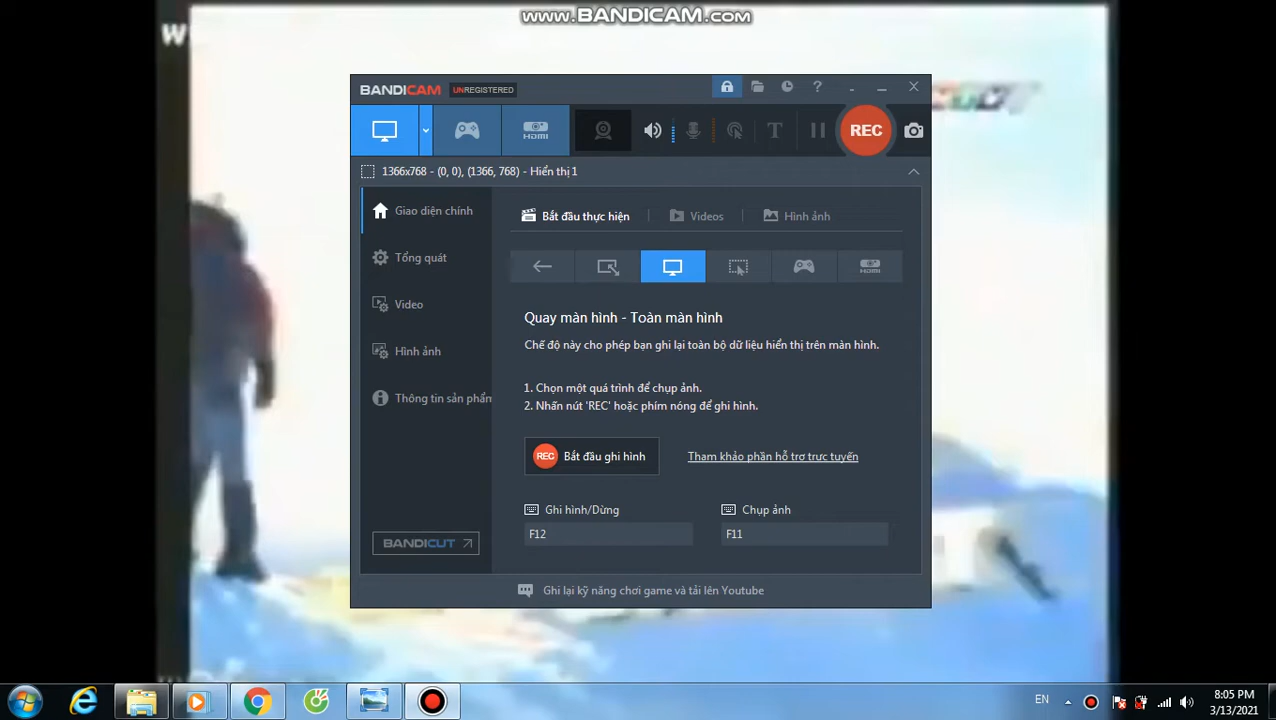 www.BANDICAM.com
W
BANDICAM UNREGISTERED
?
HDMI
T
REC
1366x768 - (0, 0), (1366, 768) - Hiển thị 1
Giao diện chính
Bắt đầu thực hiện
Videos
Hình ảnh
Tổng quát
HDMI
Video
Quay màn hình - Toàn màn hình
Chế độ này cho phép bạn ghi lại toàn bộ dữ liệu hiển thị trên màn hình.
Hình ảnh
1. Chọn một quá trình để chụp ảnh.
Thông tin sản phẩm
2. Nhấn nút 'REC' hoặc phím nóng để ghi hình.
REC Bắt đầu ghi hình
Tham khảo phần hỗ trợ trực tuyến
Ghi hình/Dừng
Chụp ảnh
F12
F11
BANDICUT
Ghi lại kỹ năng chơi game và tải lên Youtube
EN
8:05 PM
3/13/2021